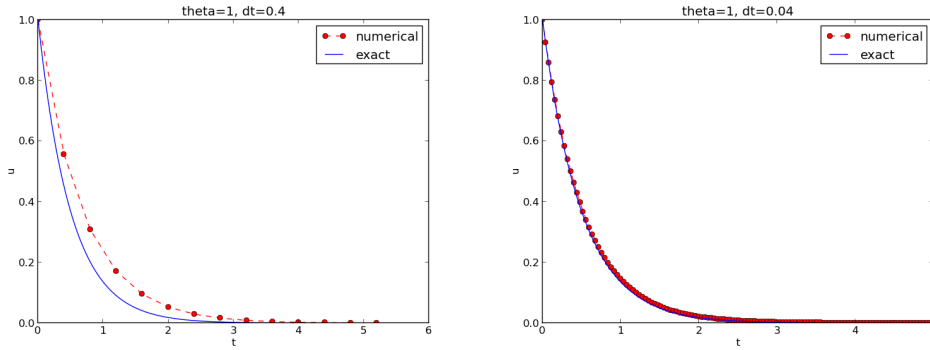 theta=1, dt=0.4
1.0
0.8
0.6
0.4
0.2
0.0
u
numerical
exact
0 1 2 3 4 5 6
t
theta=1, dt=0.04
1.0
0.8
0.6
0.4
0.2
0.0
u
numerical
exact
0 1 2 3 4
t